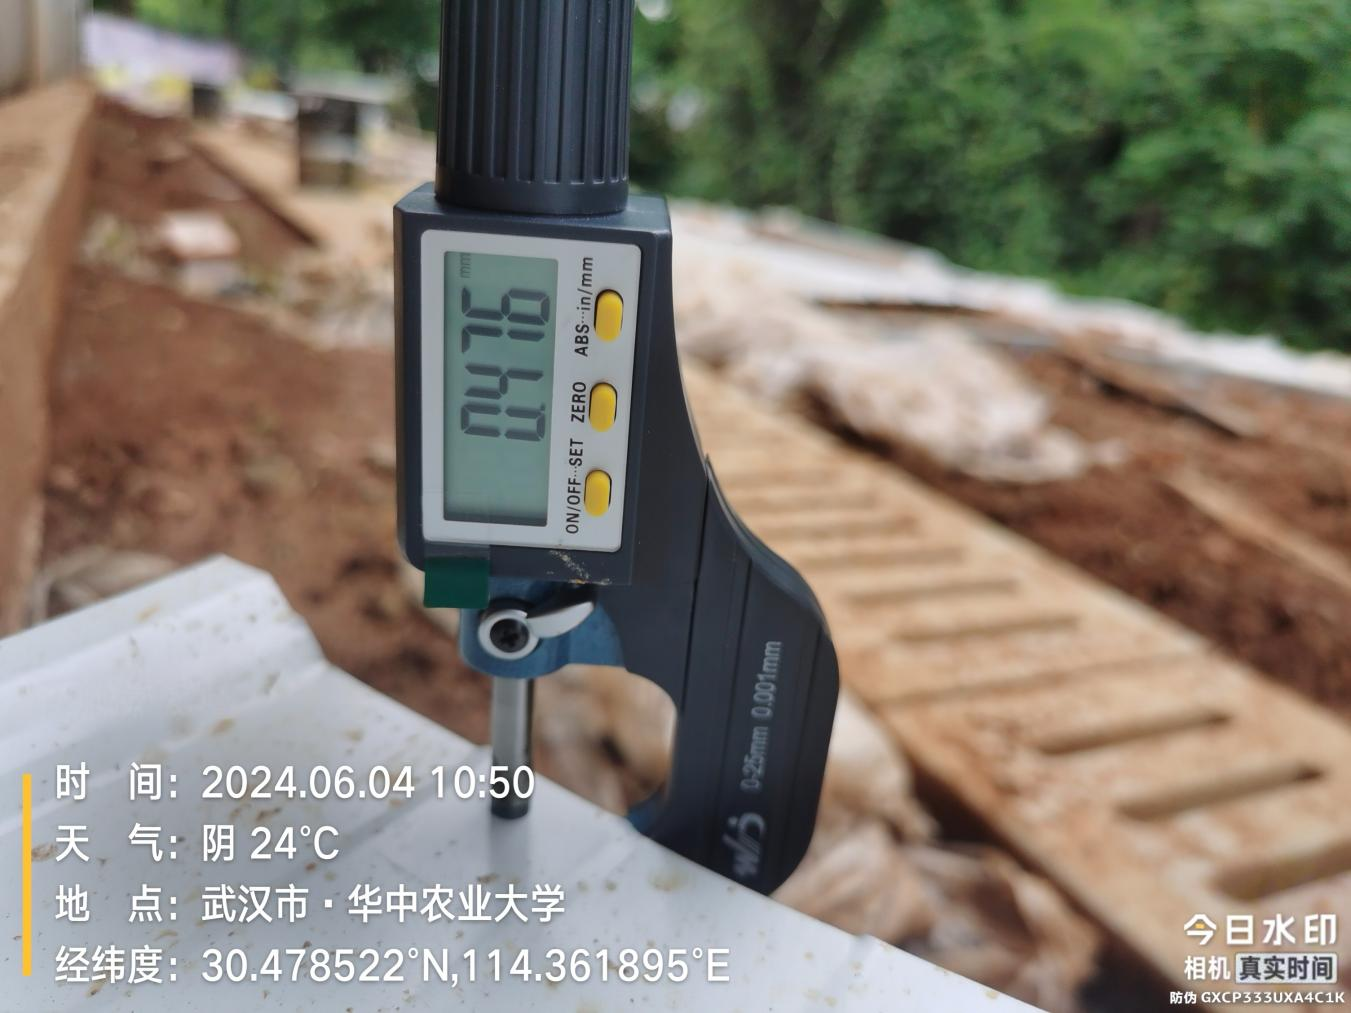 mm
0.476
ABS···in/mm
ZERO
ON/OFF···SET
0-25mm 0.001mm
时 间：2024.06.04 10:50
天 气：阴 24℃
地 点：武汉市·华中农业大学
经纬度：30.478522°N,114.361895°E
今日水印
相机 真实时间
防伪 GXCP333UXA4C1K